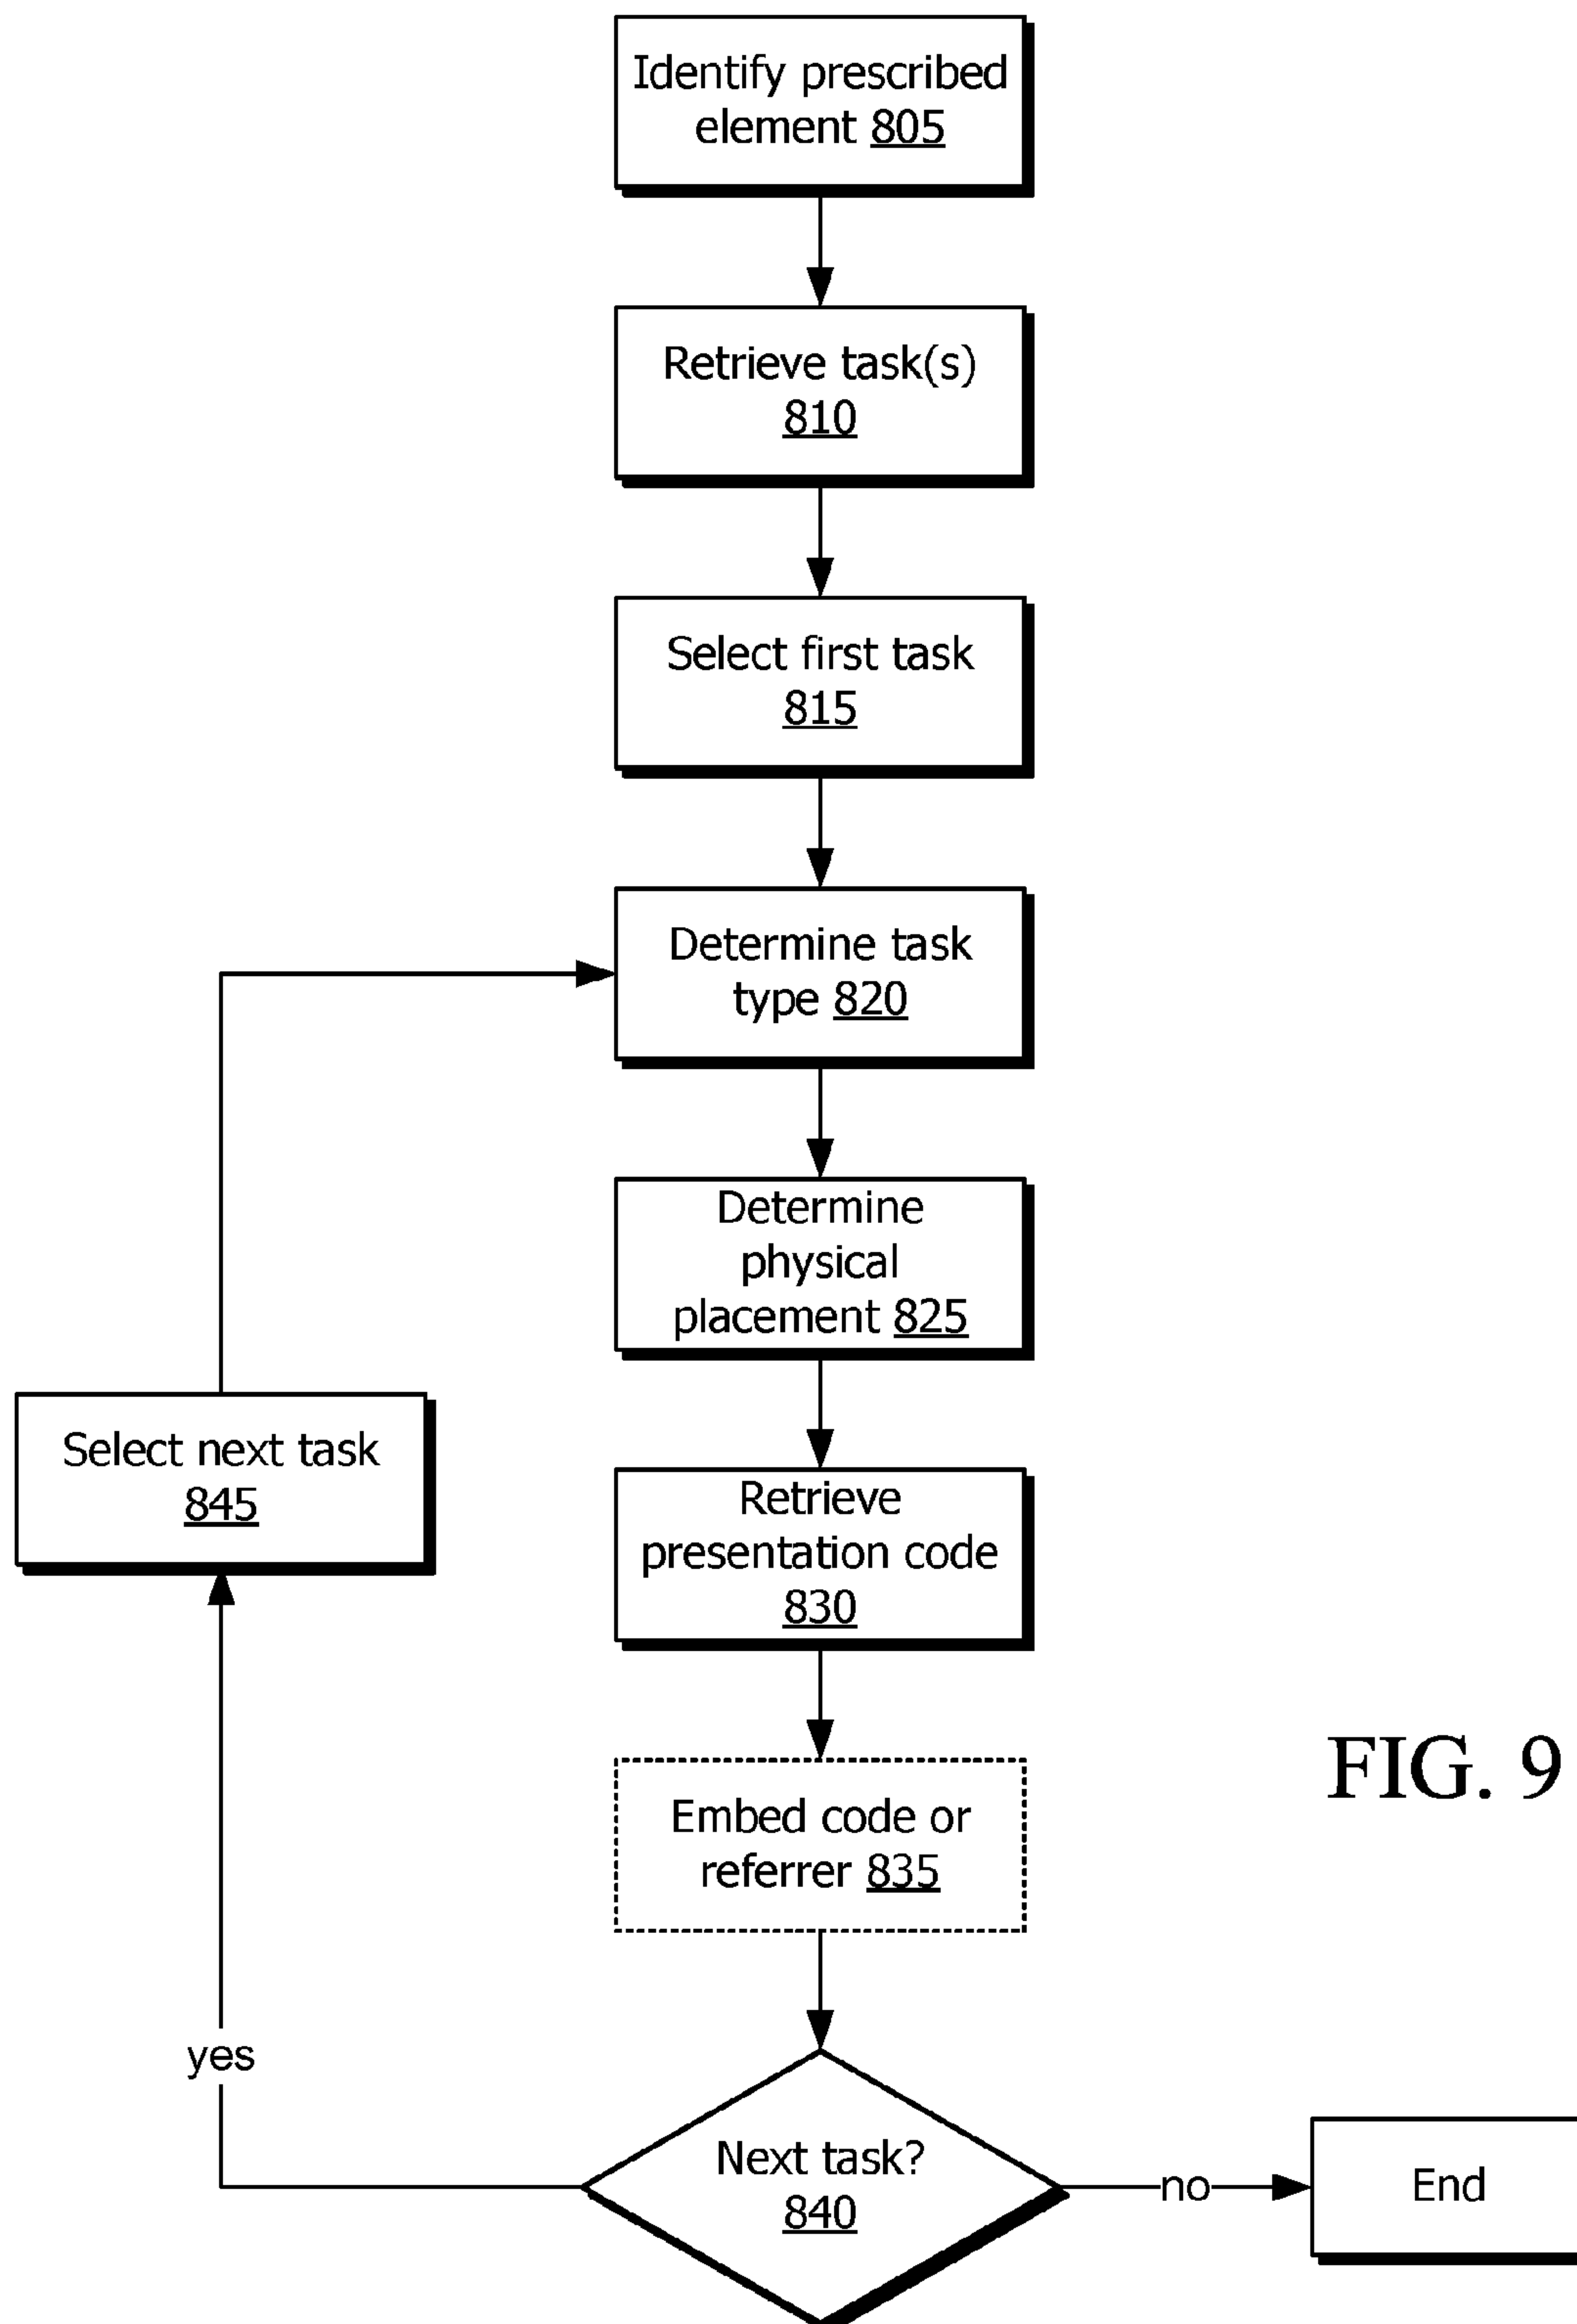 Identify prescribed
element 805
Retrieve task(s)
810
Select first task
815
Determine task
type 820
Determine
physical
placement 825
Select next task
845
Retrieve
presentation code
830
Embed code or
referrer 835
FIG. 9
yes
Next task?
840
no
End